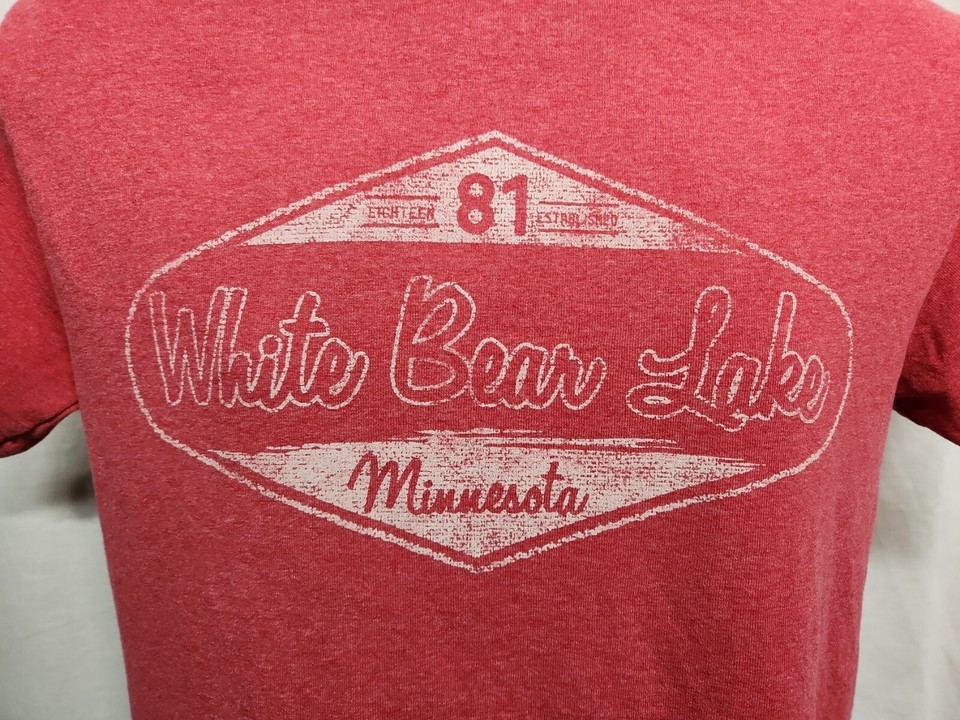 EIGHTEEN 81 ESTABLISHED
White Bear Lake
Minnesota